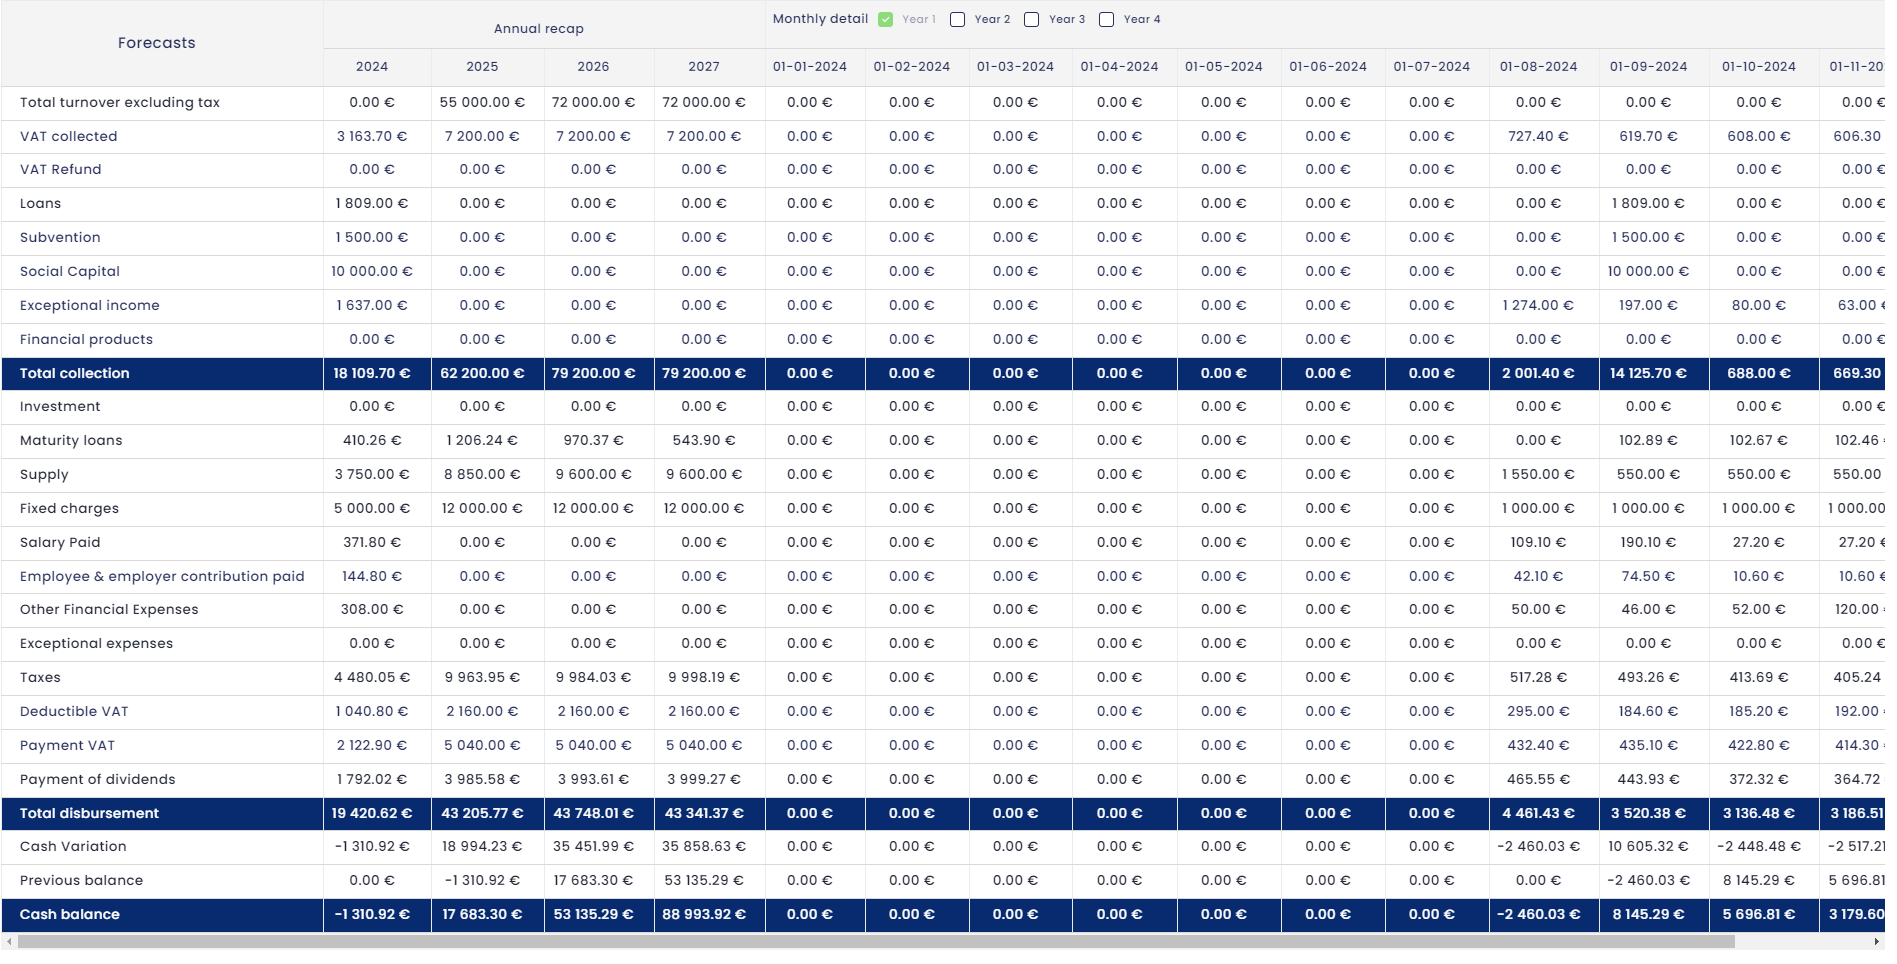 Forecasts Annual recap Monthly detail Year 1 Year 2 Year 3 Year 4
2024 2025 2026 2027 01-01-2024 01-02-2024 01-03-2024 01-04-2024 01-05-2024 01-06-2024 01-07-2024 01-08-2024 01-09-2024 01-10-2024 01-11-20
Total turnover excluding tax 0.00 € 55 000.00 € 72 000.00 € 72 000.00 € 0.00 € 0.00 € 0.00 € 0.00 € 0.00 € 0.00 € 0.00 € 0.00 € 0.00 € 0.00 € 0.00 €
VAT collected 3 163.70 € 7 200.00 € 7 200.00 € 7 200.00 € 0.00 € 0.00 € 0.00 € 0.00 € 0.00 € 0.00 € 0.00 € 727.40 € 619.70 € 608.00 € 606.30
VAT Refund 0.00 € 0.00 € 0.00 € 0.00 € 0.00 € 0.00 € 0.00 € 0.00 € 0.00 € 0.00 € 0.00 € 0.00 € 0.00 € 0.00 € 0.00 €
Loans 1 809.00 € 0.00 € 0.00 € 0.00 € 0.00 € 0.00 € 0.00 € 0.00 € 0.00 € 0.00 € 0.00 € 0.00 € 1 809.00 € 0.00 € 0.00 €
Subvention 1 500.00 € 0.00 € 0.00 € 0.00 € 0.00 € 0.00 € 0.00 € 0.00 € 0.00 € 0.00 € 0.00 € 0.00 € 1 500.00 € 0.00 € 0.00 €
Social Capital 10 000.00 € 0.00 € 0.00 € 0.00 € 0.00 € 0.00 € 0.00 € 0.00 € 0.00 € 0.00 € 0.00 € 0.00 € 10 000.00 € 0.00 € 0.00 €
Exceptional income 1 637.00 € 0.00 € 0.00 € 0.00 € 0.00 € 0.00 € 0.00 € 0.00 € 0.00 € 0.00 € 0.00 € 1 274.00 € 197.00 € 80.00 € 63.00 €
Financial products 0.00 € 0.00 € 0.00 € 0.00 € 0.00 € 0.00 € 0.00 € 0.00 € 0.00 € 0.00 € 0.00 € 0.00 € 0.00 € 0.00 € 0.00 €
Total collection 18 109.70 € 62 200.00 € 79 200.00 € 79 200.00 € 0.00 € 0.00 € 0.00 € 0.00 € 0.00 € 0.00 € 0.00 € 2 001.40 € 14 125.70 € 688.00 € 669.30
Investment 0.00 € 0.00 € 0.00 € 0.00 € 0.00 € 0.00 € 0.00 € 0.00 € 0.00 € 0.00 € 0.00 € 0.00 € 0.00 € 0.00 € 0.00 €
Maturity loans 410.26 € 1 206.24 € 970.37 € 543.90 € 0.00 € 0.00 € 0.00 € 0.00 € 0.00 € 0.00 € 0.00 € 0.00 € 102.89 € 102.67 € 102.46
Supply 3 750.00 € 8 850.00 € 9 600.00 € 9 600.00 € 0.00 € 0.00 € 0.00 € 0.00 € 0.00 € 0.00 € 0.00 € 1 550.00 € 550.00 € 550.00 € 550.00
Fixed charges 5 000.00 € 12 000.00 € 12 000.00 € 12 000.00 € 0.00 € 0.00 € 0.00 € 0.00 € 0.00 € 0.00 € 0.00 € 1 000.00 € 1 000.00 € 1 000.00 € 1 000.00
Salary Paid 371.80 € 0.00 € 0.00 € 0.00 € 0.00 € 0.00 € 0.00 € 0.00 € 0.00 € 0.00 € 0.00 € 109.10 € 190.10 € 27.20 € 27.20 €
Employee & employer contribution paid 144.80 € 0.00 € 0.00 € 0.00 € 0.00 € 0.00 € 0.00 € 0.00 € 0.00 € 0.00 € 0.00 € 42.10 € 74.50 € 10.60 € 10.60 €
Other Financial Expenses 308.00 € 0.00 € 0.00 € 0.00 € 0.00 € 0.00 € 0.00 € 0.00 € 0.00 € 0.00 € 0.00 € 50.00 € 46.00 € 52.00 € 120.00
Exceptional expenses 0.00 € 0.00 € 0.00 € 0.00 € 0.00 € 0.00 € 0.00 € 0.00 € 0.00 € 0.00 € 0.00 € 0.00 € 0.00 € 0.00 € 0.00 €
Taxes 4 480.05 € 9 963.95 € 9 984.03 € 9 998.19 € 0.00 € 0.00 € 0.00 € 0.00 € 0.00 € 0.00 € 0.00 € 517.28 € 493.26 € 413.69 € 405.24
Deductible VAT 1 040.80 € 2 160.00 € 2 160.00 € 2 160.00 € 0.00 € 0.00 € 0.00 € 0.00 € 0.00 € 0.00 € 0.00 € 295.00 € 184.60 € 185.20 € 192.00
Payment VAT 2 122.90 € 5 040.00 € 5 040.00 € 5 040.00 € 0.00 € 0.00 € 0.00 € 0.00 € 0.00 € 0.00 € 0.00 € 432.40 € 435.10 € 422.80 € 414.30
Payment of dividends 1 792.02 € 3 985.58 € 3 993.61 € 3 999.27 € 0.00 € 0.00 € 0.00 € 0.00 € 0.00 € 0.00 € 0.00 € 465.55 € 443.93 € 372.32 € 364.72
Total disbursement 19 420.62 € 43 205.77 € 43 748.01 € 43 341.37 € 0.00 € 0.00 € 0.00 € 0.00 € 0.00 € 0.00 € 0.00 € 4 461.43 € 3 520.38 € 3 136.48 € 3 186.51
Cash Variation -1 310.92 € 18 994.23 € 35 451.99 € 35 858.63 € 0.00 € 0.00 € 0.00 € 0.00 € 0.00 € 0.00 € 0.00 € -2 460.03 € 10 605.32 € -2 448.48 € -2 517.21
Previous balance 0.00 € -1 310.92 € 17 683.30 € 53 135.29 € 0.00 € 0.00 € 0.00 € 0.00 € 0.00 € 0.00 € 0.00 € 0.00 € -2 460.03 € 8 145.29 € 5 696.81
Cash balance -1 310.92 € 17 683.30 € 53 135.29 € 88 993.92 € 0.00 € 0.00 € 0.00 € 0.00 € 0.00 € 0.00 € 0.00 € -2 460.03 € 8 145.29 € 5 696.81 € 3 179.60